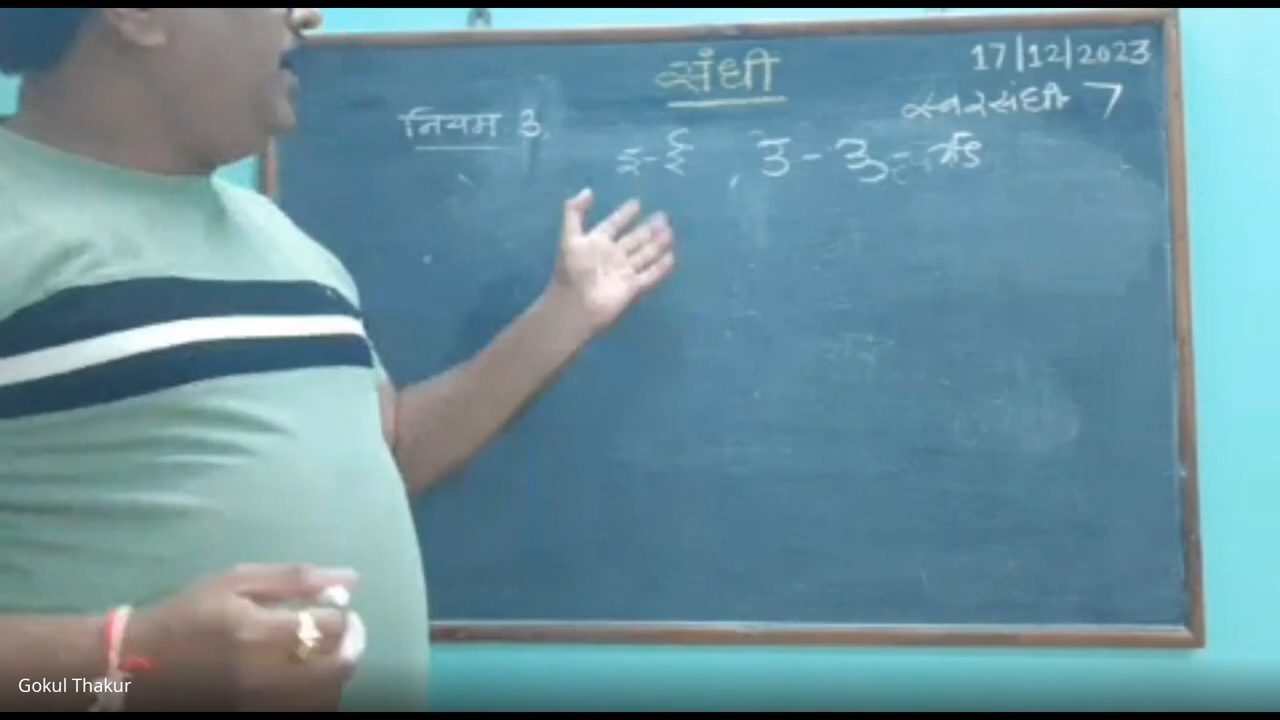 संधी
17/12/2023
स्वरसंधी 7
नियम 3.
इ-ई , उ-ऊ - ऋ
Gokul Thakur